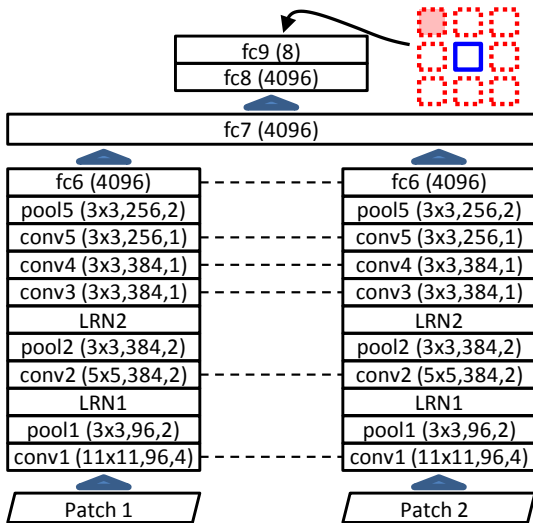 fc9 (8)
fc8 (4096)
fc7 (4096)
fc6 (4096)
pool5 (3x3,256,2)
conv5 (3x3,256,1)
conv4 (3x3,384,1)
conv3 (3x3,384,1)
LRN2
pool2 (3x3,384,2)
conv2 (5x5,384,2)
LRN1
pool1 (3x3,96,2)
conv1 (11x11,96,4)
Patch 1
fc6 (4096)
pool5 (3x3,256,2)
conv5 (3x3,256,1)
conv4 (3x3,384,1)
conv3 (3x3,384,1)
LRN2
pool2 (3x3,384,2)
conv2 (5x5,384,2)
LRN1
pool1 (3x3,96,2)
conv1 (11x11,96,4)
Patch 2